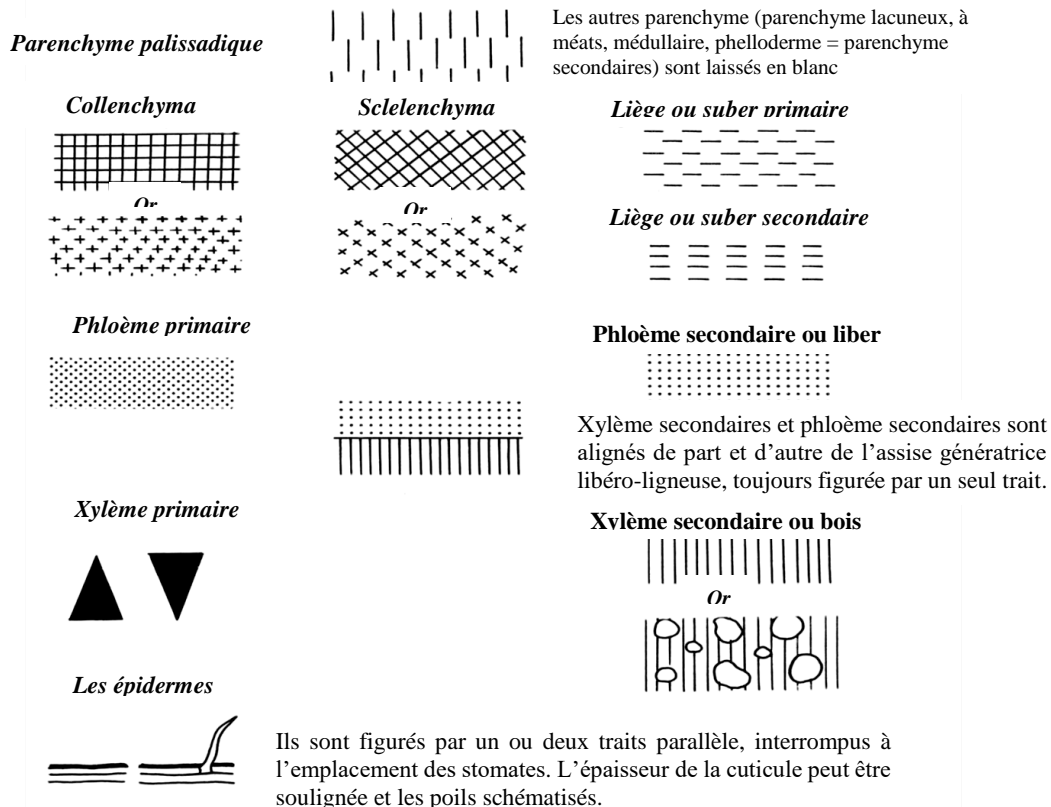 Parenchyme palissadique
Les autres parenchyme (parenchyme lacuneux, à
méats, médullaire, phelloderme = parenchyme
secondaires) sont laissés en blanc
Collenchyma
Sclelenchyma
Liège ou suber primaire
Or
Or
Liège ou suber secondaire
Phloème primaire
Phloème secondaire ou liber
Xylème secondaires et phloème secondaires sont
alignés de part et d’autre de l’assise génératrice
libéro-ligneuse, toujours figurée par un seul trait.
Xylème primaire
Xylème secondaire ou bois
Or
Les épidermes
Ils sont figurés par un ou deux traits parallèle, interrompus à
l’emplacement des stomates. L’épaisseur de la cuticule peut être
soulignée et les poils schématisés.